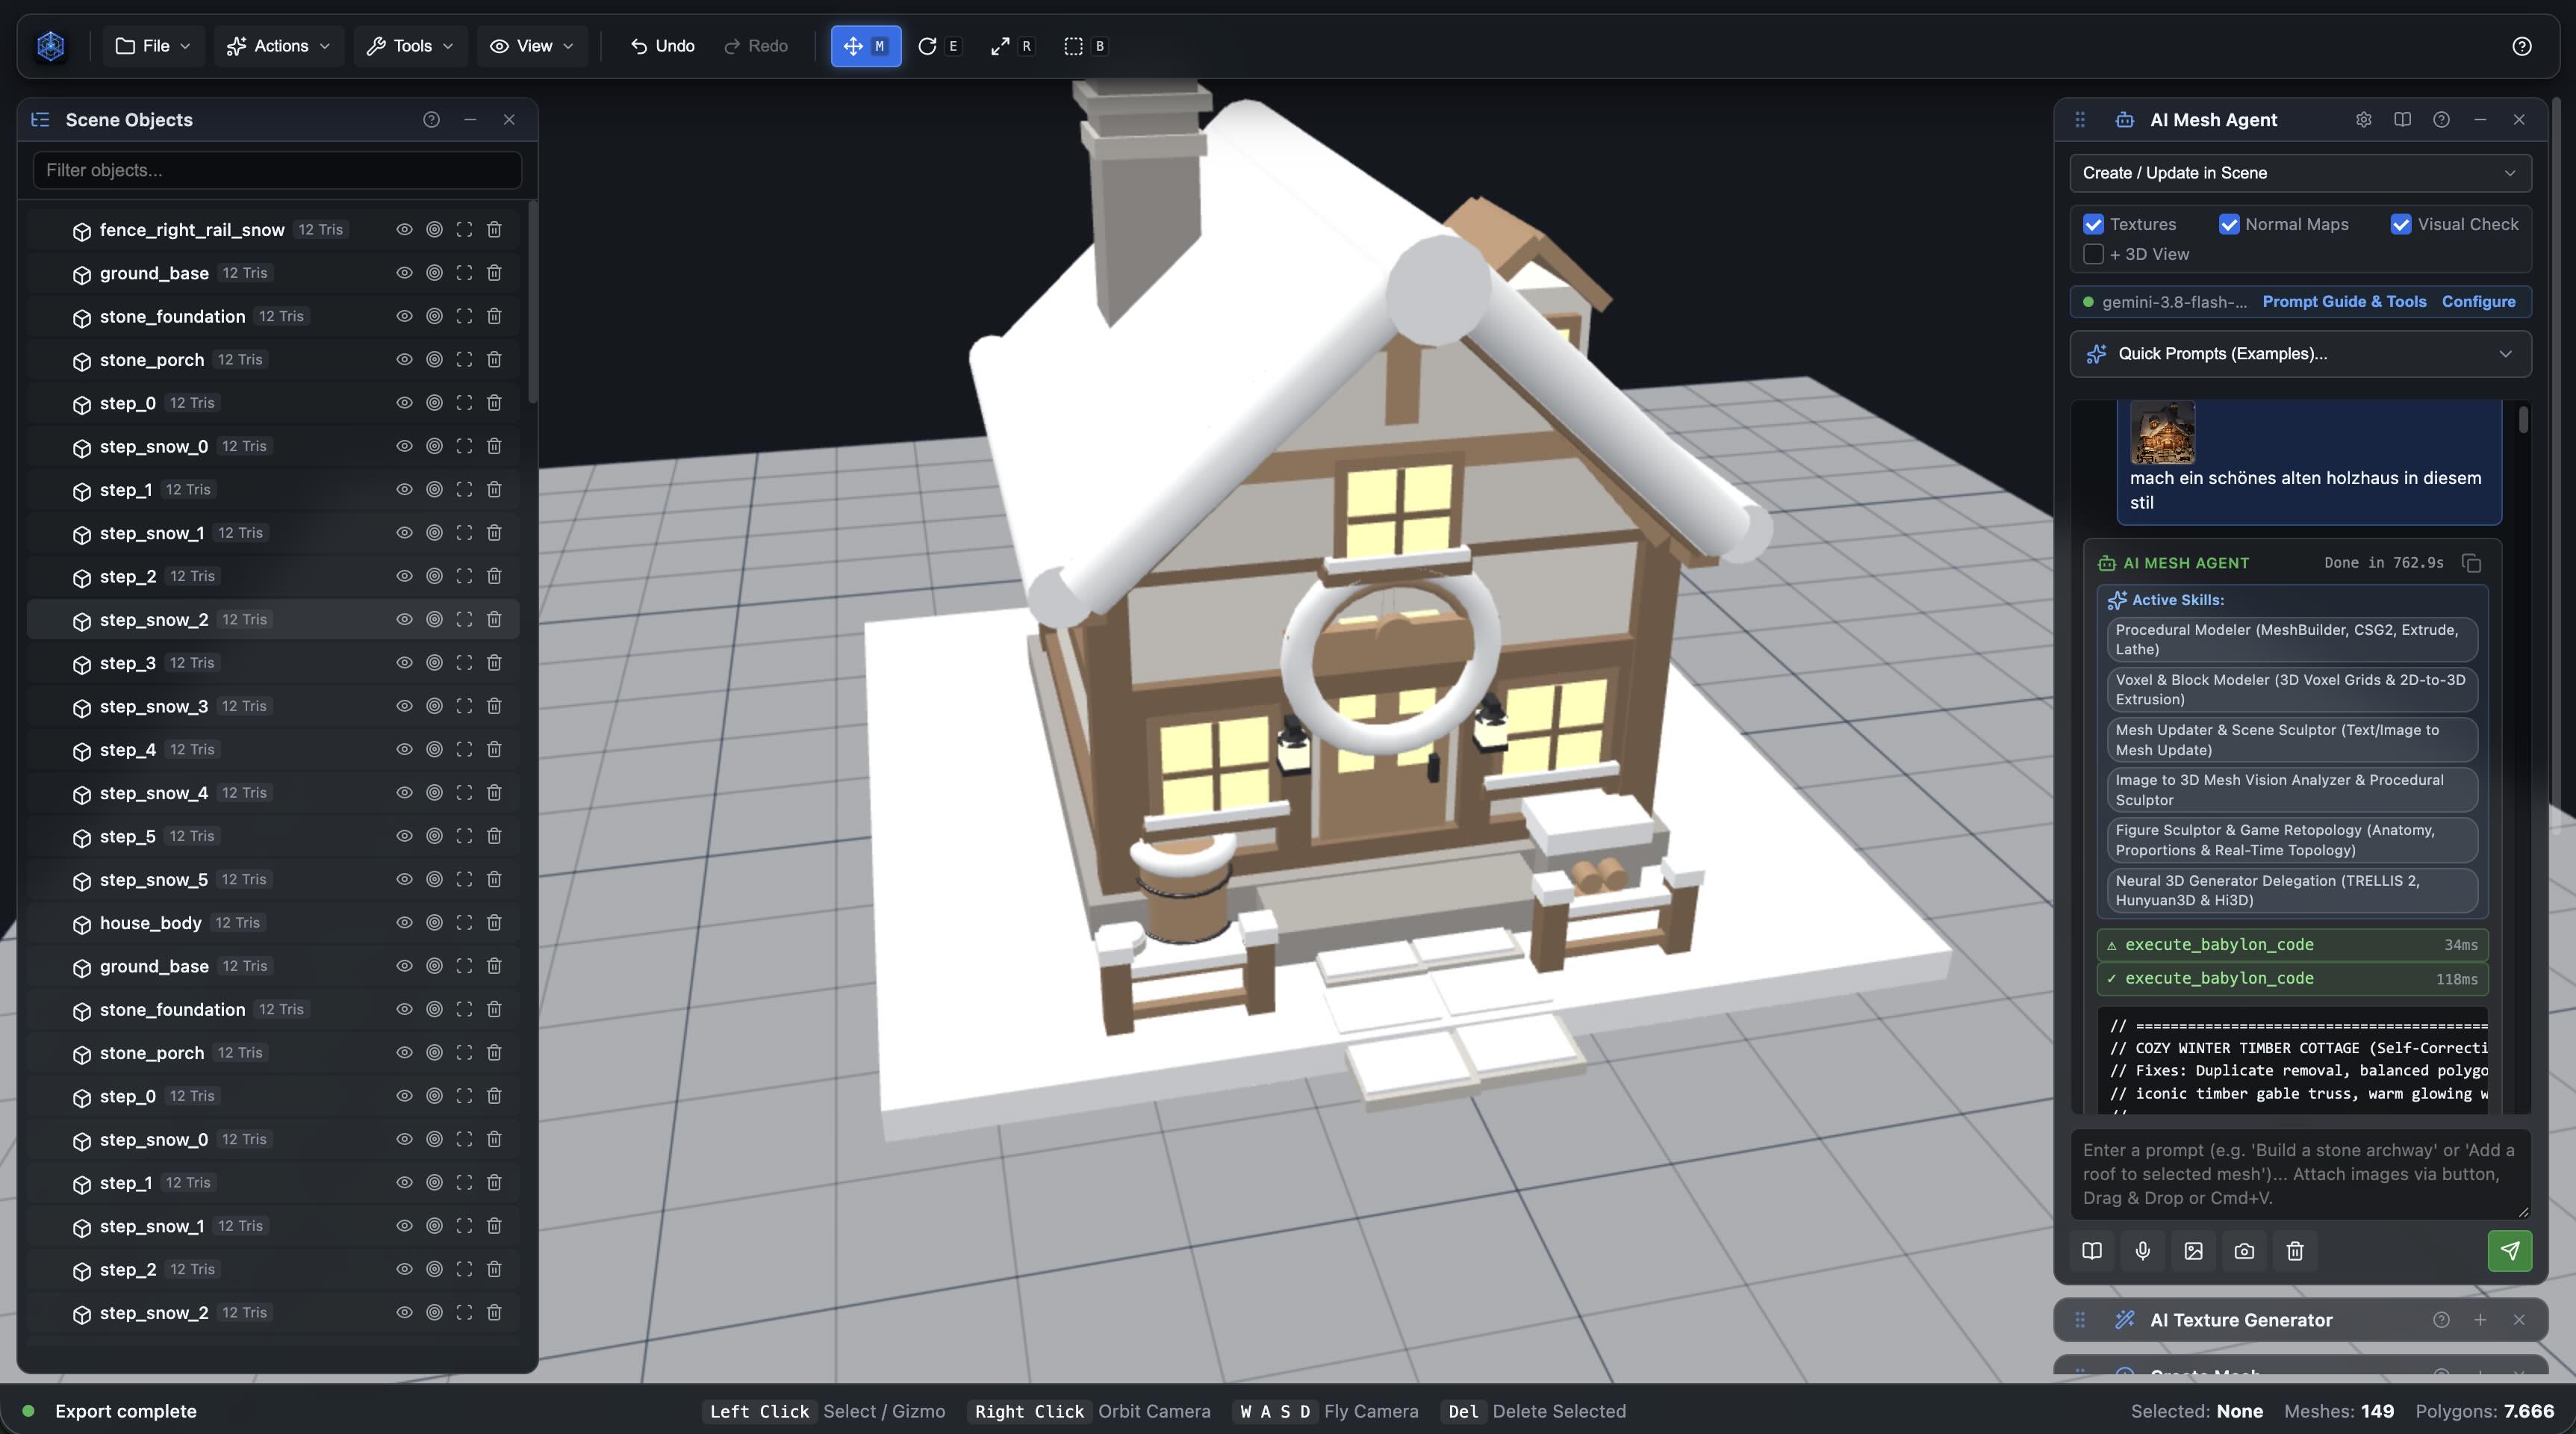 File
Actions
Tools
View
Undo
Redo
M
E
R
B
Scene Objects
Filter objects...
fence_right_rail_snow 12 Tris
ground_base 12 Tris
stone_foundation 12 Tris
stone_porch 12 Tris
step_0 12 Tris
step_snow_0 12 Tris
step_1 12 Tris
step_snow_1 12 Tris
step_2 12 Tris
step_snow_2 12 Tris
step_3 12 Tris
step_snow_3 12 Tris
step_4 12 Tris
step_snow_4 12 Tris
step_5 12 Tris
step_snow_5 12 Tris
house_body 12 Tris
ground_base 12 Tris
stone_foundation 12 Tris
stone_porch 12 Tris
step_0 12 Tris
step_snow_0 12 Tris
step_1 12 Tris
step_snow_1 12 Tris
step_2 12 Tris
step_snow_2 12 Tris
AI Mesh Agent
Create / Update in Scene
Textures Normal Maps Visual Check
+ 3D View
gemini-3.8-flash-... Prompt Guide & Tools Configure
Quick Prompts (Examples)...
mach ein schönes alten holzhaus in diesem
stil
AI MESH AGENT Done in 762.9s
Active Skills:
Procedural Modeler (MeshBuilder, CSG2, Extrude,
Lathe)
Voxel & Block Modeler (3D Voxel Grids & 2D-to-3D
Extrusion)
Mesh Updater & Scene Sculptor (Text/Image to
Mesh Update)
Image to 3D Mesh Vision Analyzer & Procedural
Sculptor
Figure Sculptor & Game Retopology (Anatomy,
Proportions & Real-Time Topology)
Neural 3D Generator Delegation (TRELLIS 2,
Hunyuan3D & Hi3D)
⚠ execute_babylon_code 34ms
✓ execute_babylon_code 118ms
// =========================================
// COZY WINTER TIMBER COTTAGE (Self-Correcti
// Fixes: Duplicate removal, balanced polygo
// iconic timber gable truss, warm glowing w
//
Enter a prompt (e.g. 'Build a stone archway' or 'Add a
roof to selected mesh')... Attach images via button,
Drag & Drop or Cmd+V.
AI Texture Generator
Create Mesh
Export complete
Left Click Select / Gizmo Right Click Orbit Camera W A S D Fly Camera Del Delete Selected
Selected: None Meshes: 149 Polygons: 7.666